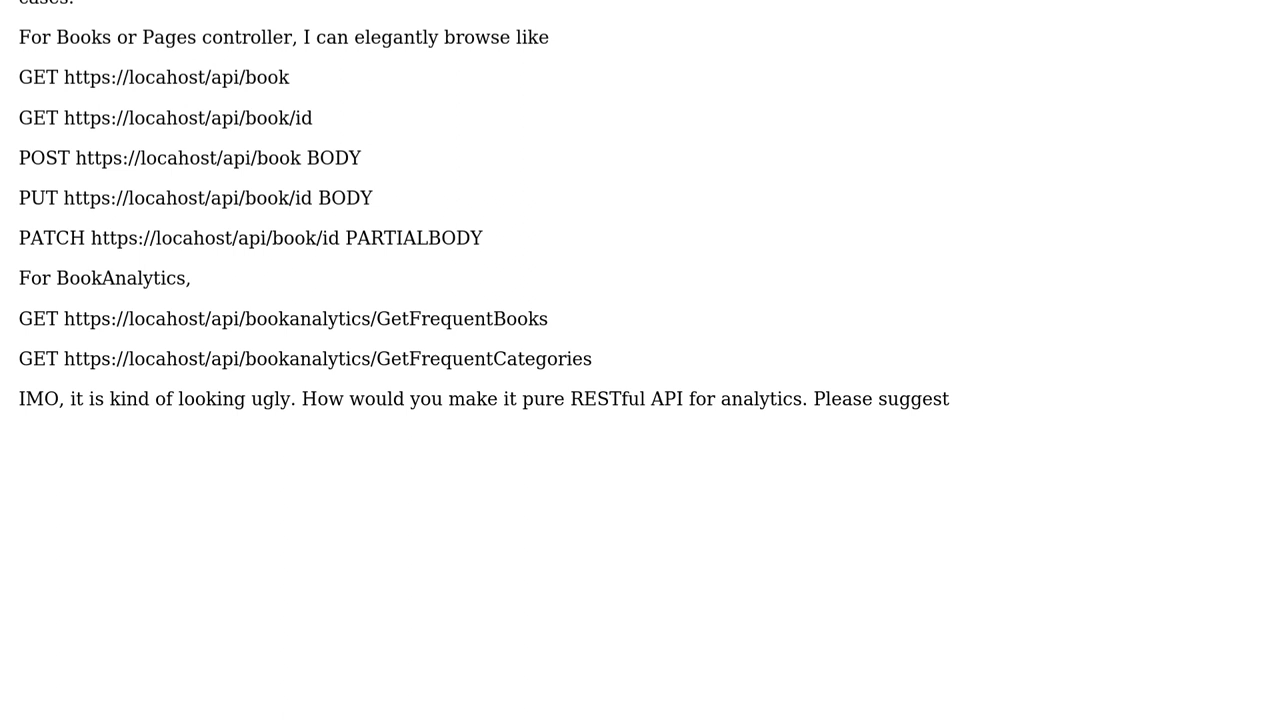 cases.
For Books or Pages controller, I can elegantly browse like
GET https://locahost/api/book
GET https://locahost/api/book/id
POST https://locahost/api/book BODY
PUT https://locahost/api/book/id BODY
PATCH https://locahost/api/book/id PARTIALBODY
For BookAnalytics,
GET https://locahost/api/bookanalytics/GetFrequentBooks
GET https://locahost/api/bookanalytics/GetFrequentCategories
IMO, it is kind of looking ugly. How would you make it pure RESTful API for analytics. Please suggest